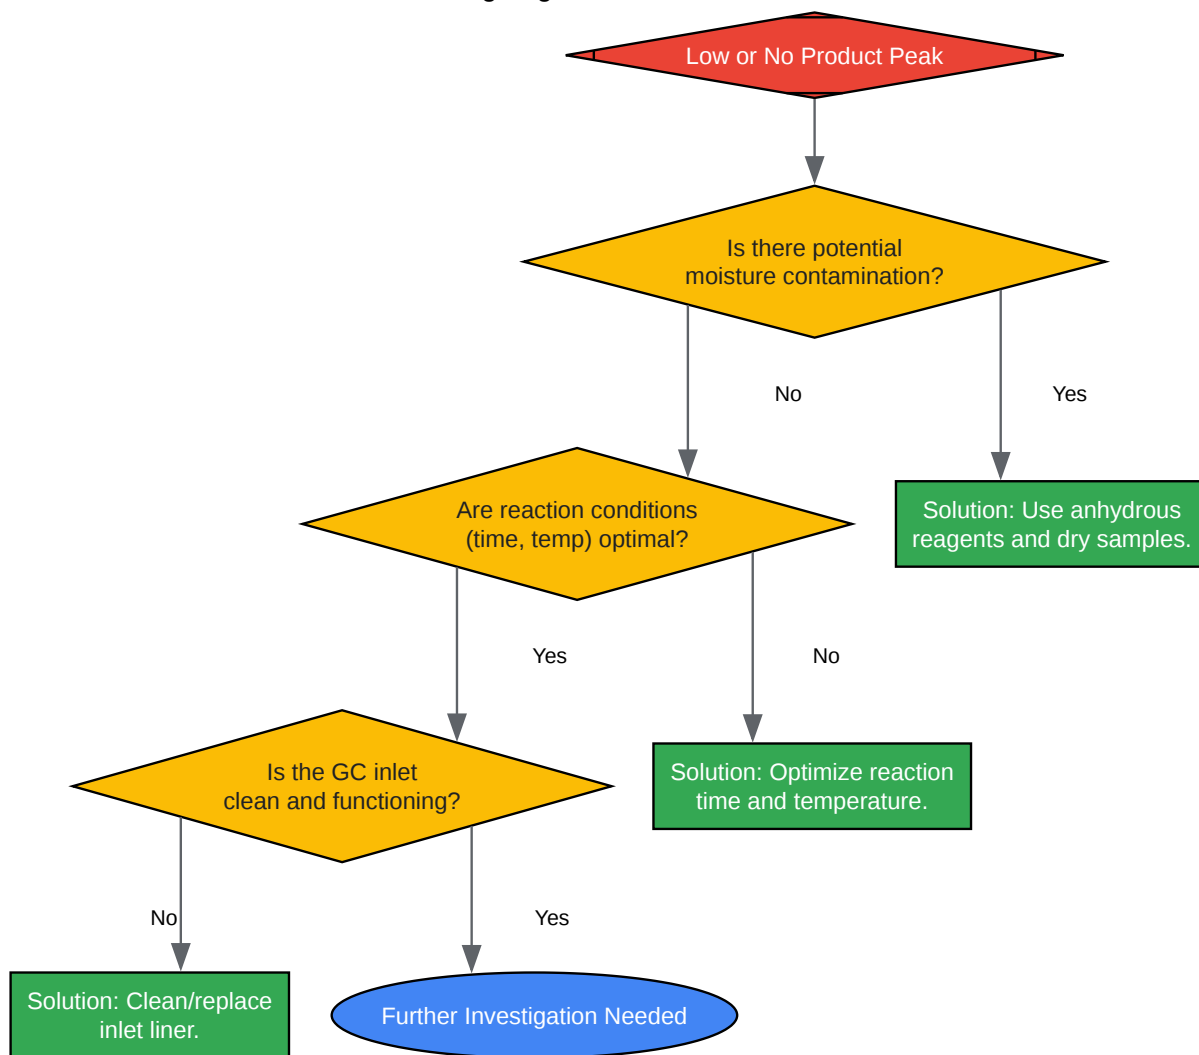 Low or No Product Peak
Is there potential
moisture contamination?
No
Yes
Are reaction conditions
(time, temp) optimal?
Solution: Use anhydrous
reagents and dry samples.
Yes
No
Is the GC inlet
clean and functioning?
Solution: Optimize reaction
time and temperature.
No
Yes
Solution: Clean/replace
inlet liner.
Further Investigation Needed